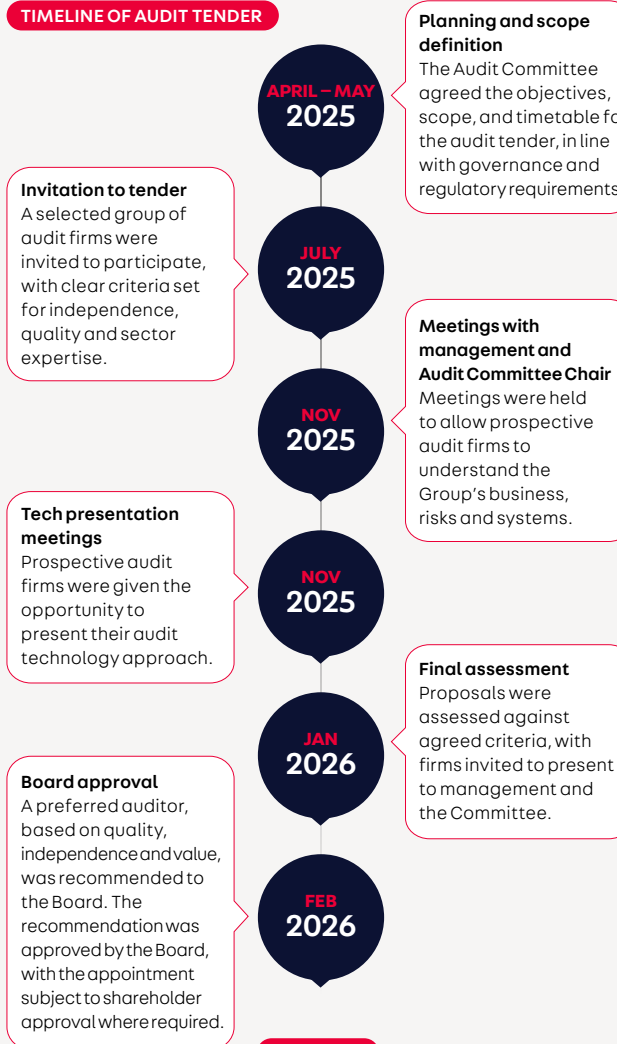 TIMELINE OF AUDIT TENDER
APRIL – MAY
2025
Planning and scope
definition
The Audit Committee
agreed the objectives,
scope, and timetable
the audit tender, in line
with governance and
regulatory requirements
Invitation to tender
A selected group of
audit firms were
invited to participate,
with clear criteria set
for independence,
quality and sector
expertise.
JULY
2025
NOV
2025
Meetings with
management and
Audit Committee Chair
Meetings were held
to allow prospective
audit firms to
understand the
Group’s business,
risks and systems.
Tech presentation
meetings
Prospective audit
firms were given the
opportunity to
present their audit
technology approach.
NOV
2025
JAN
2026
Final assessment
Proposals were
assessed against
agreed criteria, with
firms invited to present
to management and
the Committee.
Board approval
A preferred auditor,
based on quality,
independence and value,
was recommended to
the Board. The
recommendation was
approved by the Board,
with the appointment
subject to shareholder
approval where required.
FEB
2026